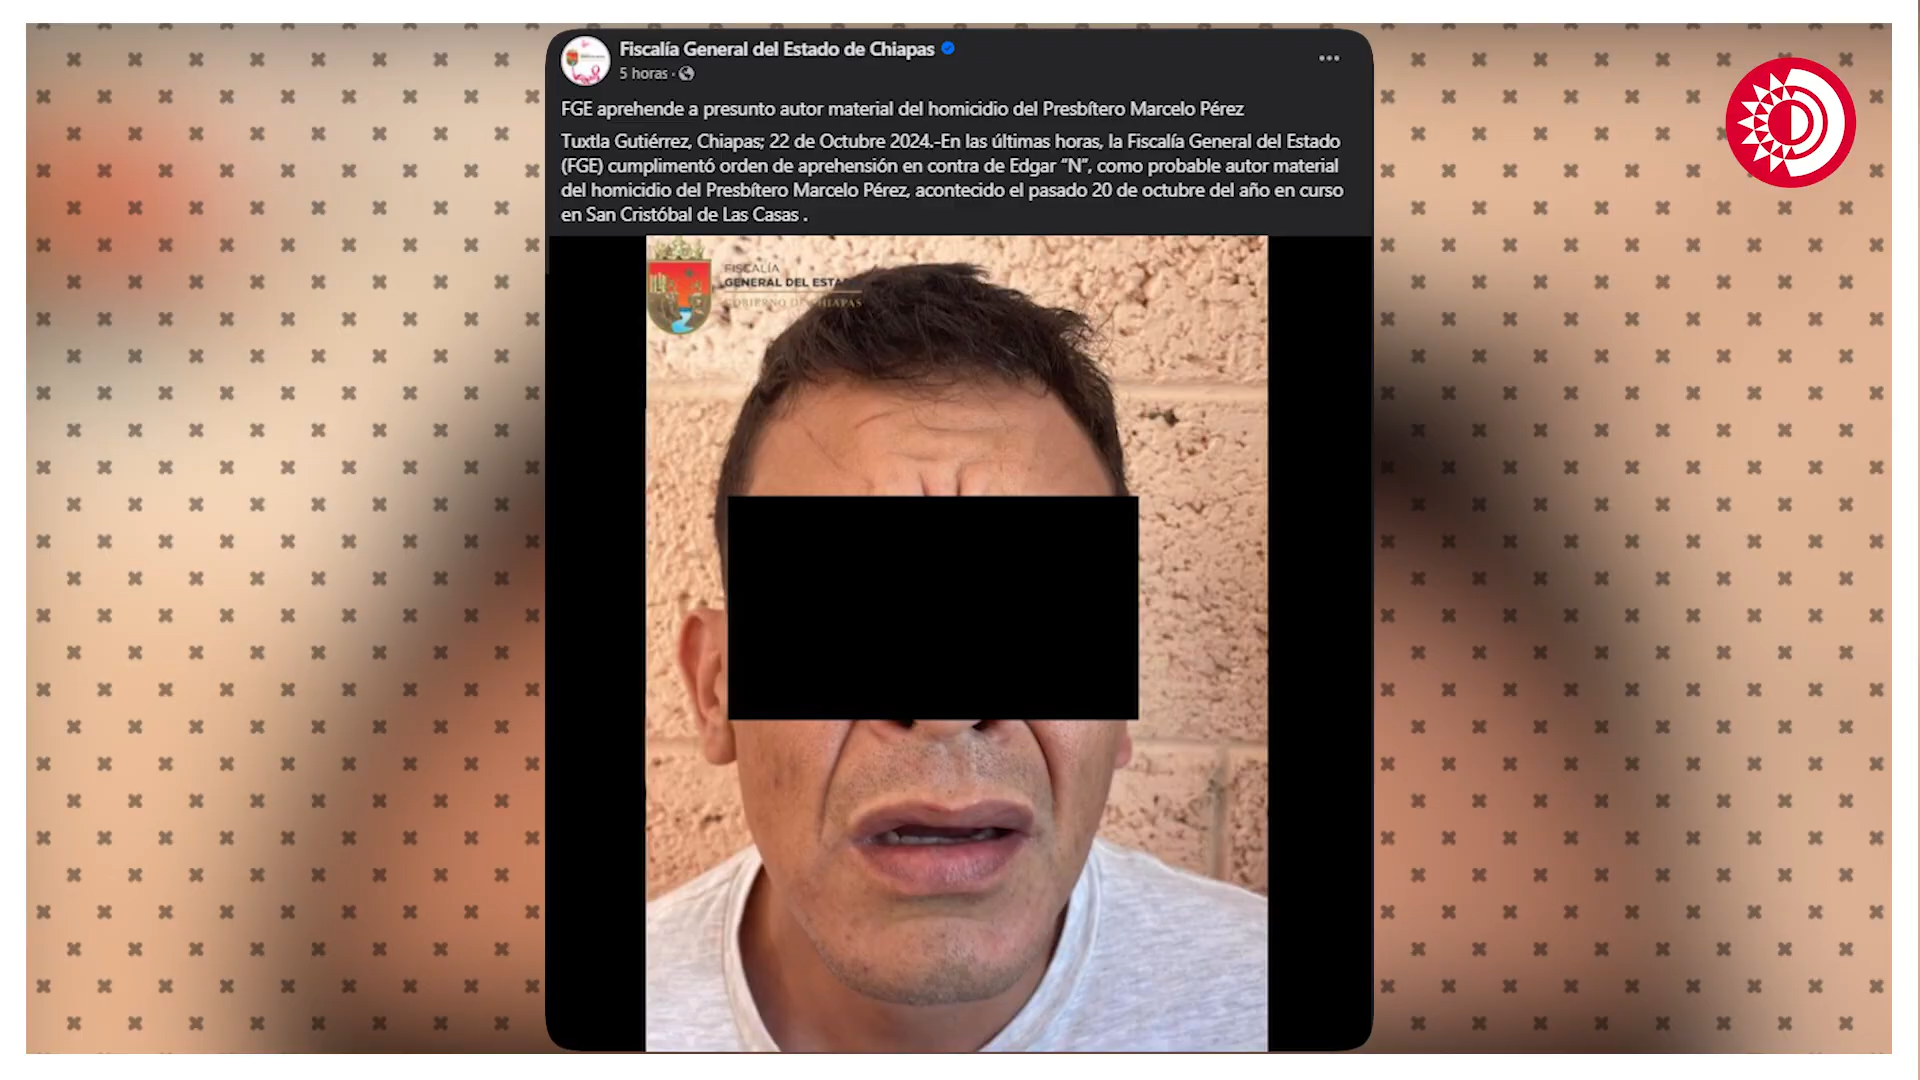 Fiscalía General del Estado de Chiapas
5 horas ·
FGE aprehende a presunto autor material del homicidio del Presbítero Marcelo Pérez
Tuxtla Gutiérrez, Chiapas; 22 de Octubre 2024.-En las últimas horas, la Fiscalía General del Estado
(FGE) cumplimentó orden de aprehensión en contra de Edgar “N”, como probable autor material
del homicidio del Presbítero Marcelo Pérez, acontecido el pasado 20 de octubre del año en curso
en San Cristóbal de Las Casas .
FISCALÍA
GENERAL DEL ESTA
GOBIERNO DE CHIAPAS